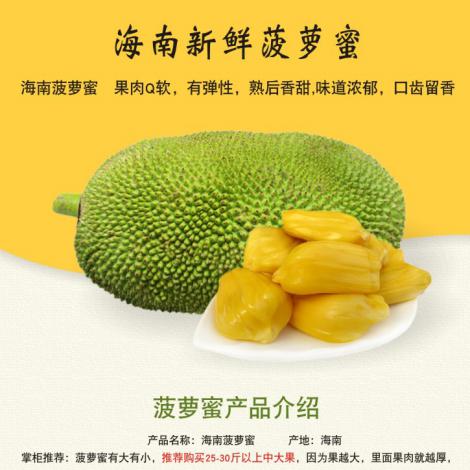 海南新鲜菠萝蜜
海南菠萝蜜 果肉Q软，有弹性，熟后香甜,味道浓郁，口齿留香
菠萝蜜产品介绍
产品名称：海南菠萝蜜 产地：海南
掌柜推荐：菠萝蜜有大有小，推荐购买25-30斤以上中大果，因为果越大，里面果肉就越厚，